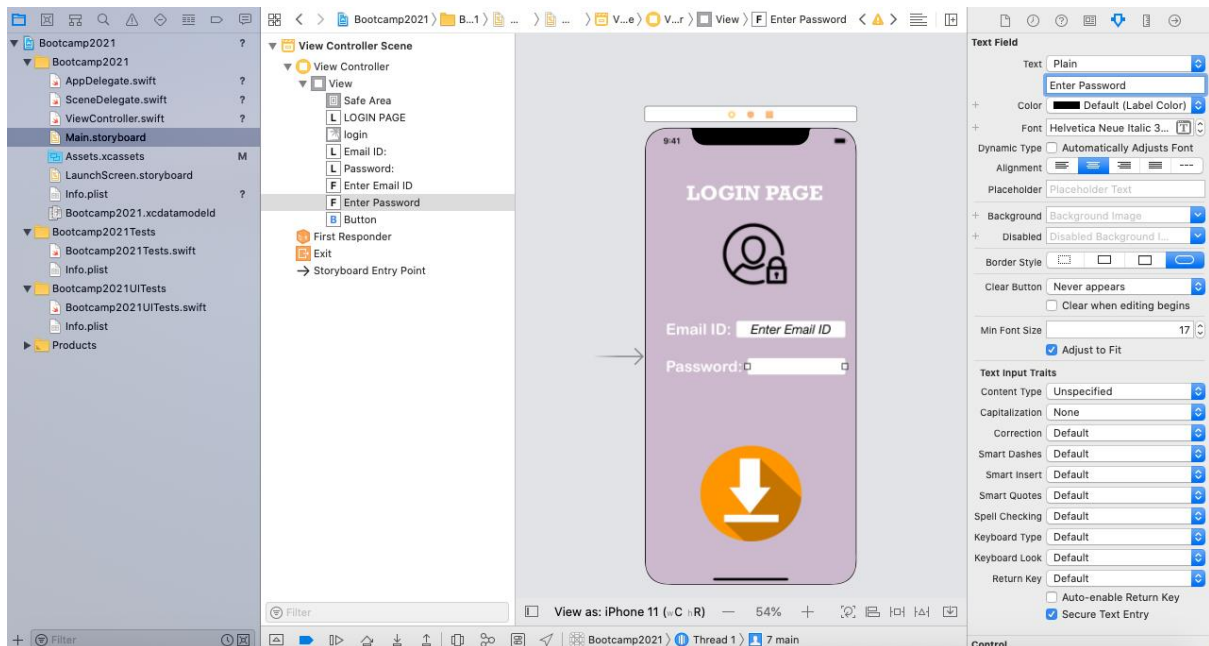 Bootcamp2021 ?
Bootcamp2021
AppDelegate.swift ?
SceneDelegate.swift ?
ViewController.swift ?
Main.storyboard
Assets.xcassets M
LaunchScreen.storyboard
Info.plist ?
Bootcamp2021.xcdatamodeld
Bootcamp2021Tests
Bootcamp2021Tests.swift
Info.plist
Bootcamp2021UITests
Bootcamp2021UITests.swift
Info.plist
Products
Filter
Bootcamp2021 B...1 ... ... V...e V...r View F Enter Password
View Controller Scene
View Controller
View
Safe Area
L LOGIN PAGE
login
L Email ID:
L Password:
F Enter Email ID
F Enter Password
B Button
First Responder
Exit
Storyboard Entry Point
Filter
9:41
LOGIN PAGE
Email ID: Enter Email ID
Password:
View as: iPhone 11 (wC hR) — 54% +
Bootcamp2021 Thread 1 7 main
Text Field
Text Plain
Enter Password
+ Color Default (Label Color)
+ Font Helvetica Neue Italic 3... T
Dynamic Type Automatically Adjusts Font
Alignment ---
Placeholder Placeholder Text
+ Background Background Image
+ Disabled Disabled Background I...
Border Style
Clear Button Never appears
Clear when editing begins
Min Font Size 17
Adjust to Fit
Text Input Traits
Content Type Unspecified
Capitalization None
Correction Default
Smart Dashes Default
Smart Insert Default
Smart Quotes Default
Spell Checking Default
Keyboard Type Default
Keyboard Look Default
Return Key Default
Auto-enable Return Key
Secure Text Entry
Control